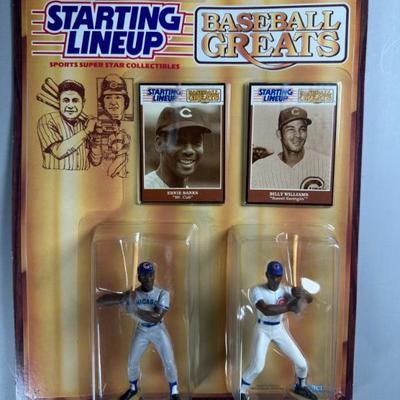 STARTING
LINEUP
BASEBALL
GREATS
SPORTS SUPER STAR COLLECTIBLES
STARTING
LINEUP
BASEBALL
GREATS
C
ERNIE BANKS
"Mr. Cub"
STARTING
LINEUP
BASEBALL
GREATS
BILLY WILLIAMS
"Sweet Swingin"